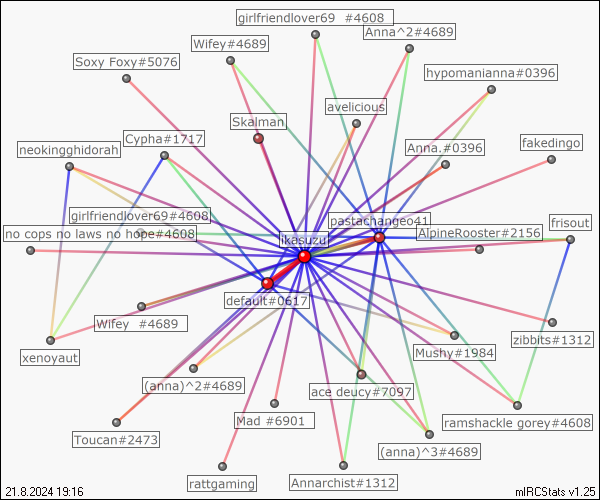 girlfriendlover69 #4608
Anna^2#4689
Wifey#4689
Soxy Foxy#5076
hypomanianna#0396
avelicious
Skalman
Cypha#1717
neokingghidorah
Anna.#0396
fakedingo
girlfriendlover69#4608
pastachangeo41
frisout
no cops no laws no hope#4608
jkasuzu
AlpineRooster#2156
default#0617
Wifey #4689
zibbits#1312
xenoyaut
Mushy#1984
(anna)^2#4689
ace deucy#7097
Mad #6901
ramshackle gorey#4608
Toucan#2473
(anna)^3#4689
rattgaming
Annarchist#1312
21.8.2024 19:16
mIRCStats v1.25